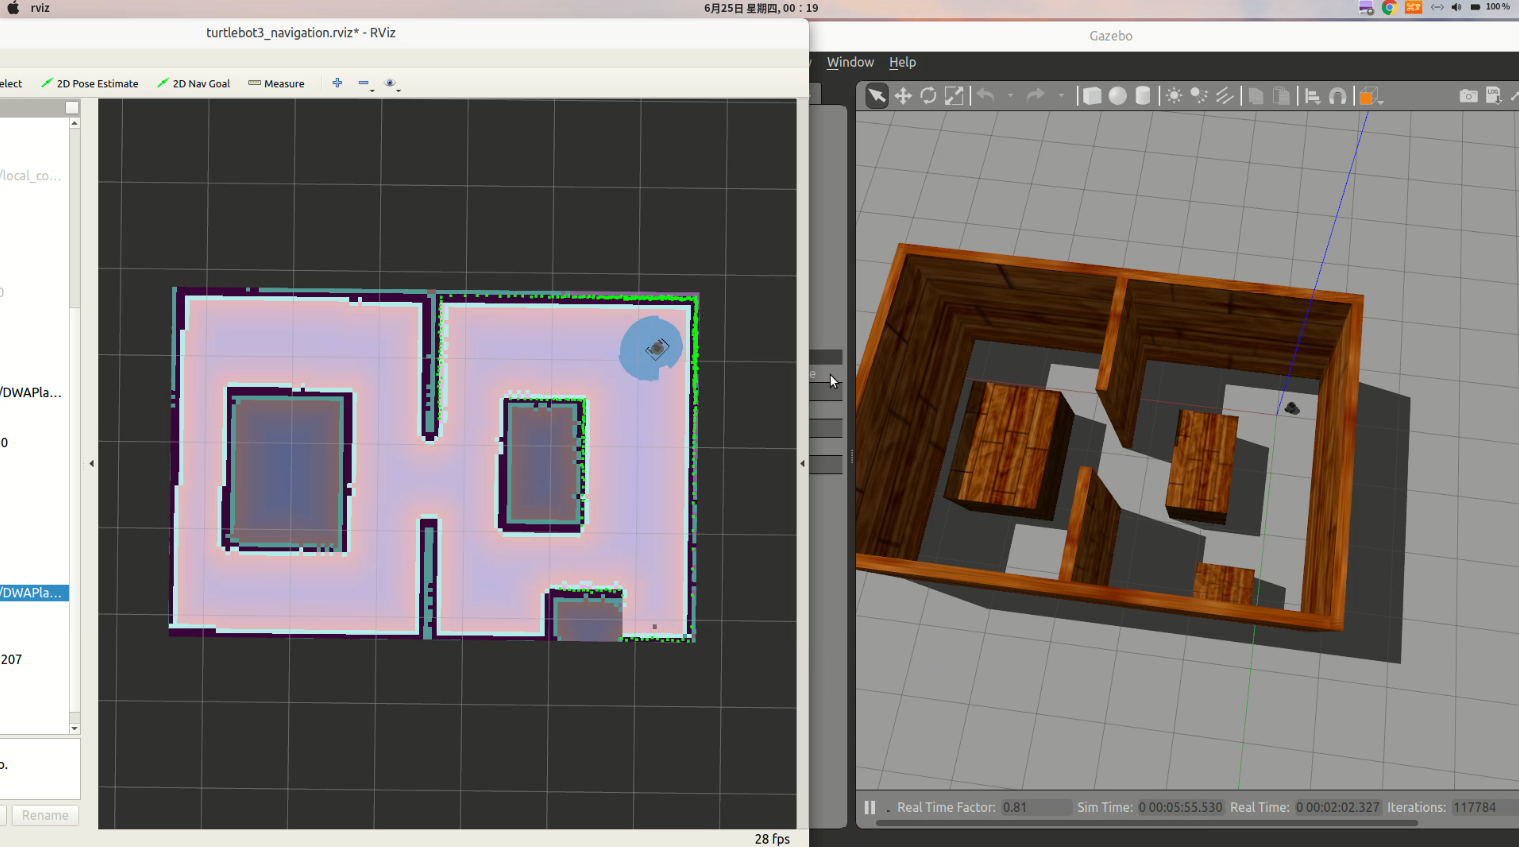 rviz
6月25日 星期四, 00：19
100 %
turtlebot3_navigation.rviz* - RViz
Gazebo
Window Help
elect 2D Pose Estimate 2D Nav Goal Measure
/local_co...
0
/DWAPla...
0
/DWAPla...
207
o.
Rename
28 fps
e
LOG
Real Time Factor: 0.81 Sim Time: 0 00:05:55.530 Real Time: 0 00:02:02.327 Iterations: 117784